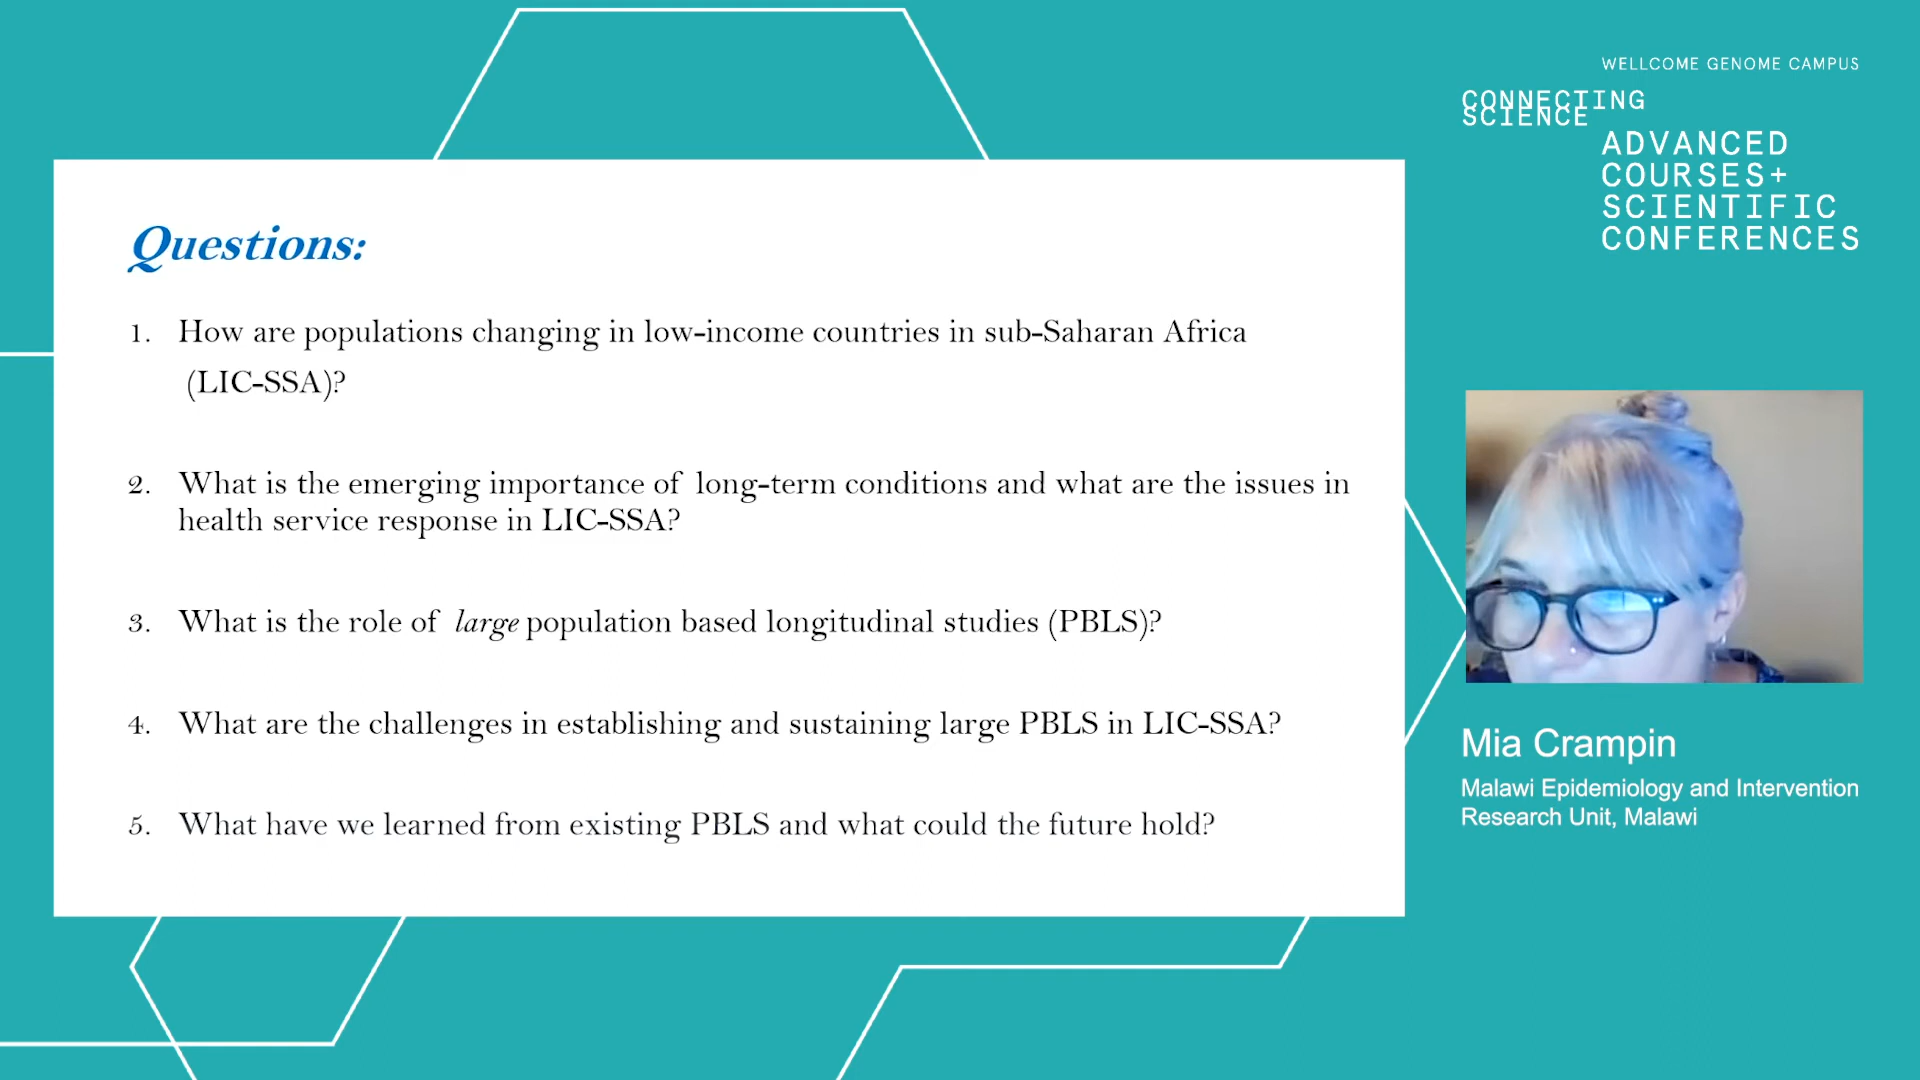 WELLCOME GENOME CAMPUS
CONNECTING
SCIENCE
ADVANCED
COURSES+
SCIENTIFIC
CONFERENCES
Questions:
1. How are populations changing in low-income countries in sub-Saharan Africa
(LIC-SSA)?
2. What is the emerging importance of long-term conditions and what are the issues in
health service response in LIC-SSA?
3. What is the role of large population based longitudinal studies (PBLS)?
4. What are the challenges in establishing and sustaining large PBLS in LIC-SSA?
5. What have we learned from existing PBLS and what could the future hold?
Mia Crampin
Malawi Epidemiology and Intervention
Research Unit, Malawi